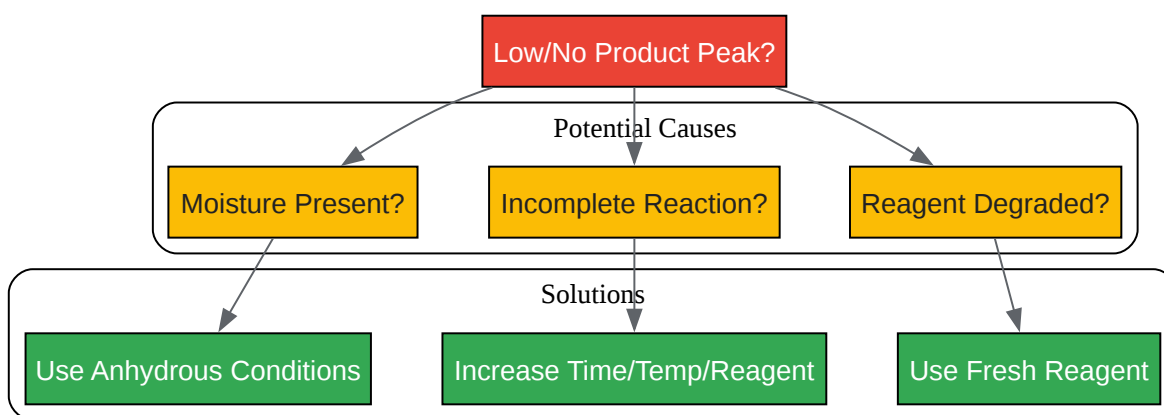 Low/No Product Peak?
Potential Causes
Moisture Present?
Incomplete Reaction?
Reagent Degraded?
Solutions
Use Anhydrous Conditions
Increase Time/Temp/Reagent
Use Fresh Reagent